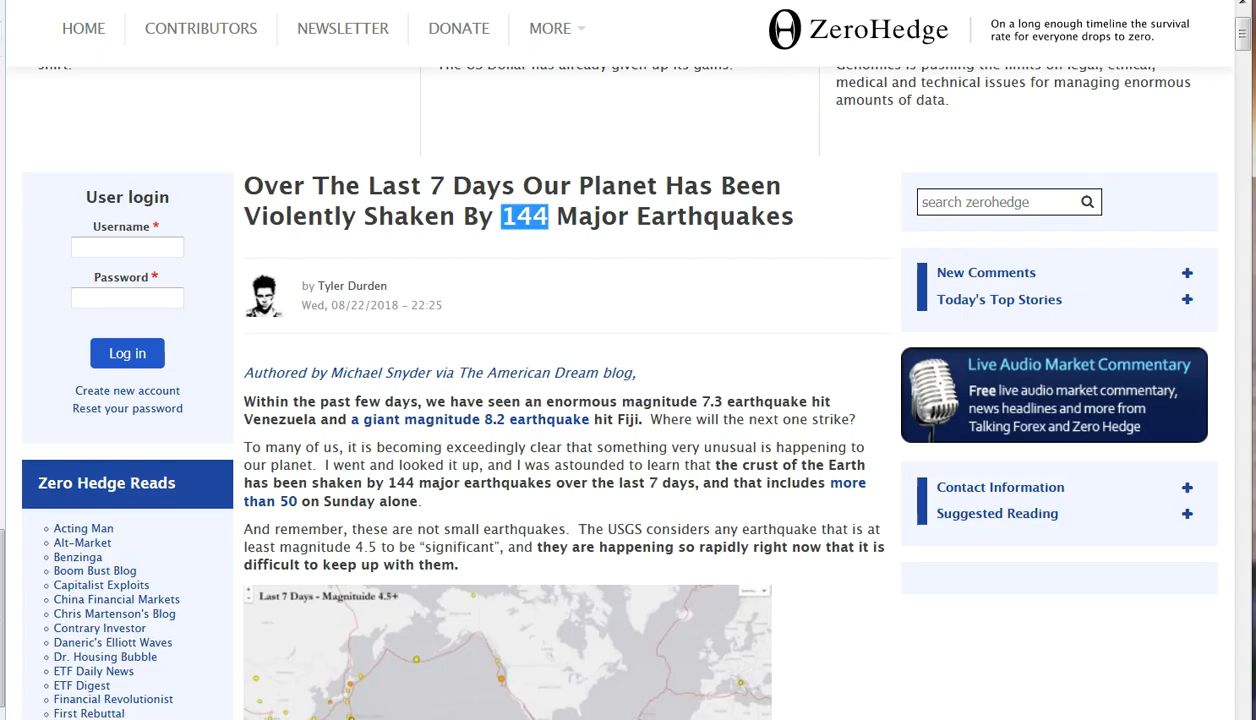 HOME
CONTRIBUTORS
NEWSLETTER
DONATE
MORE
ZeroHedge
On a long enough timeline the survival
rate for everyone drops to zero.
shirt.
The US Dollar has already given up its gains.
Genomics is pushing the limits on legal, ethical,
medical and technical issues for managing enormous
amounts of data.
User login
Username *
Password *
Log in
Create new account
Reset your password
Zero Hedge Reads
Acting Man
Alt-Market
Benzinga
Boom Bust Blog
Capitalist Exploits
China Financial Markets
Chris Martenson's Blog
Contrary Investor
Daneric's Elliott Waves
Dr. Housing Bubble
ETF Daily News
ETF Digest
Financial Revolutionist
First Rebuttal
Over The Last 7 Days Our Planet Has Been
Violently Shaken By 144 Major Earthquakes
by Tyler Durden
Wed, 08/22/2018 - 22:25
Authored by Michael Snyder via The American Dream blog,
Within the past few days, we have seen an enormous magnitude 7.3 earthquake hit
Venezuela and a giant magnitude 8.2 earthquake hit Fiji.  Where will the next one strike?
To many of us, it is becoming exceedingly clear that something very unusual is happening to
our planet.  I went and looked it up, and I was astounded to learn that the crust of the Earth
has been shaken by 144 major earthquakes over the last 7 days, and that includes more
than 50 on Sunday alone.
And remember, these are not small earthquakes.  The USGS considers any earthquake that is at
least magnitude 4.5 to be “significant”, and they are happening so rapidly right now that it is
difficult to keep up with them.
Last 7 Days - Magnituide 4.5+
search zerohedge
New Comments
Today's Top Stories
Live Audio Market Commentary
Free live audio market commentary,
news headlines and more from
Talking Forex and Zero Hedge
Contact Information
Suggested Reading